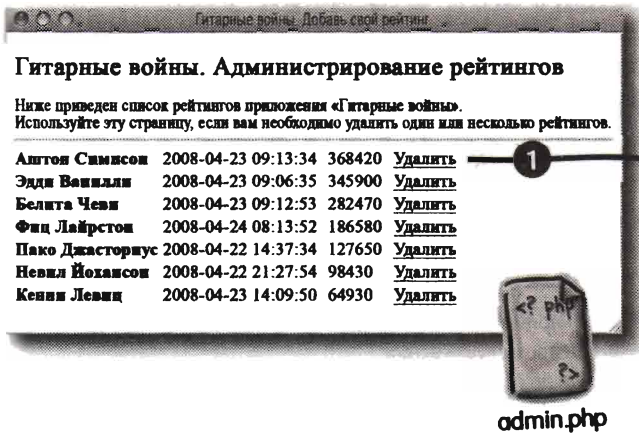 Гитарные войны. Добавь свой рейтинг
Гитарные войны. Администрирование рейтингов
Ниже приведен список рейтингов приложения «Гитарные войны».
Используйте эту страницу, если вам необходимо удалить один или несколько рейтингов.
Аштон Симпсон 2008-04-23 09:13:34 368420 Удалить
1
Эдди Ванилли 2008-04-23 09:06:35 345900 Удалить
Белита Чеви 2008-04-23 09:12:53 282470 Удалить
Фиц Лайрстон 2008-04-24 08:13:52 186580 Удалить
Пако Джасториус 2008-04-22 14:37:34 127650 Удалить
Невил Йохансон 2008-04-22 21:27:54 98430 Удалить
Кенни Левиц 2008-04-23 14:09:50 64930 Удалить
<? php
?>
admin.php